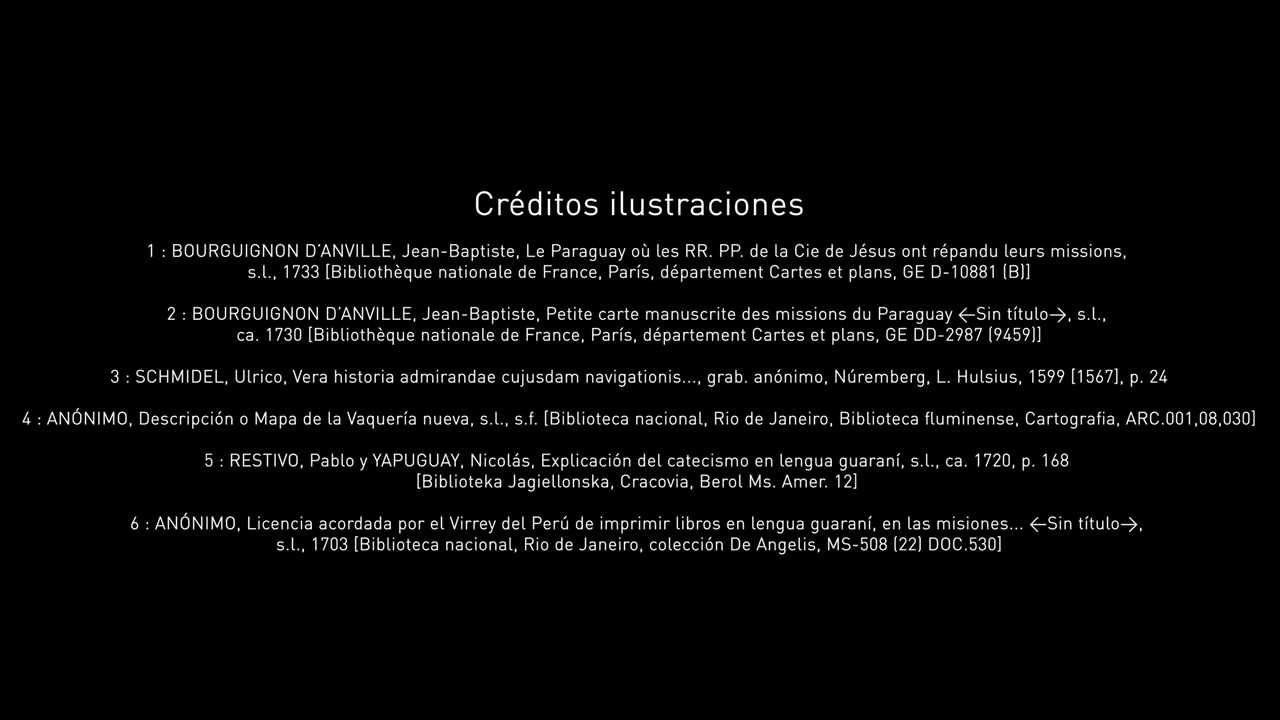 Créditos ilustraciones
1 : BOURGUIGNON D’ANVILLE, Jean-Baptiste, Le Paraguay où les RR. PP. de la Cie de Jésus ont répandu leurs missions,
s.l., 1733 [Bibliothèque nationale de France, París, département Cartes et plans, GE D-10881 (B)]
2 : BOURGUIGNON D’ANVILLE, Jean-Baptiste, Petite carte manuscrite des missions du Paraguay <-Sin título->, s.l.,
ca. 1730 [Bibliothèque nationale de France, París, département Cartes et plans, GE DD-2987 (9459)]
3 : SCHMIDEL, Ulrico, Vera historia admirandae cujusdam navigationis..., grab. anónimo, Núremberg, L. Hulsius, 1599 [1567], p. 24
4 : ANÓNIMO, Descripción o Mapa de la Vaquería nueva, s.l., s.f. [Biblioteca nacional, Rio de Janeiro, Biblioteca fluminense, Cartografia, ARC.001,08,030]
5 : RESTIVO, Pablo y YAPUGUAY, Nicolás, Explicación del catecismo en lengua guaraní, s.l., ca. 1720, p. 168
[Biblioteka Jagiellonska, Cracovia, Berol Ms. Amer. 12]
6 : ANÓNIMO, Licencia acordada por el Virrey del Perú de imprimir libros en lengua guaraní, en las misiones... <-Sin título->,
s.l., 1703 [Biblioteca nacional, Rio de Janeiro, colección De Angelis, MS-508 (22) DOC.530]